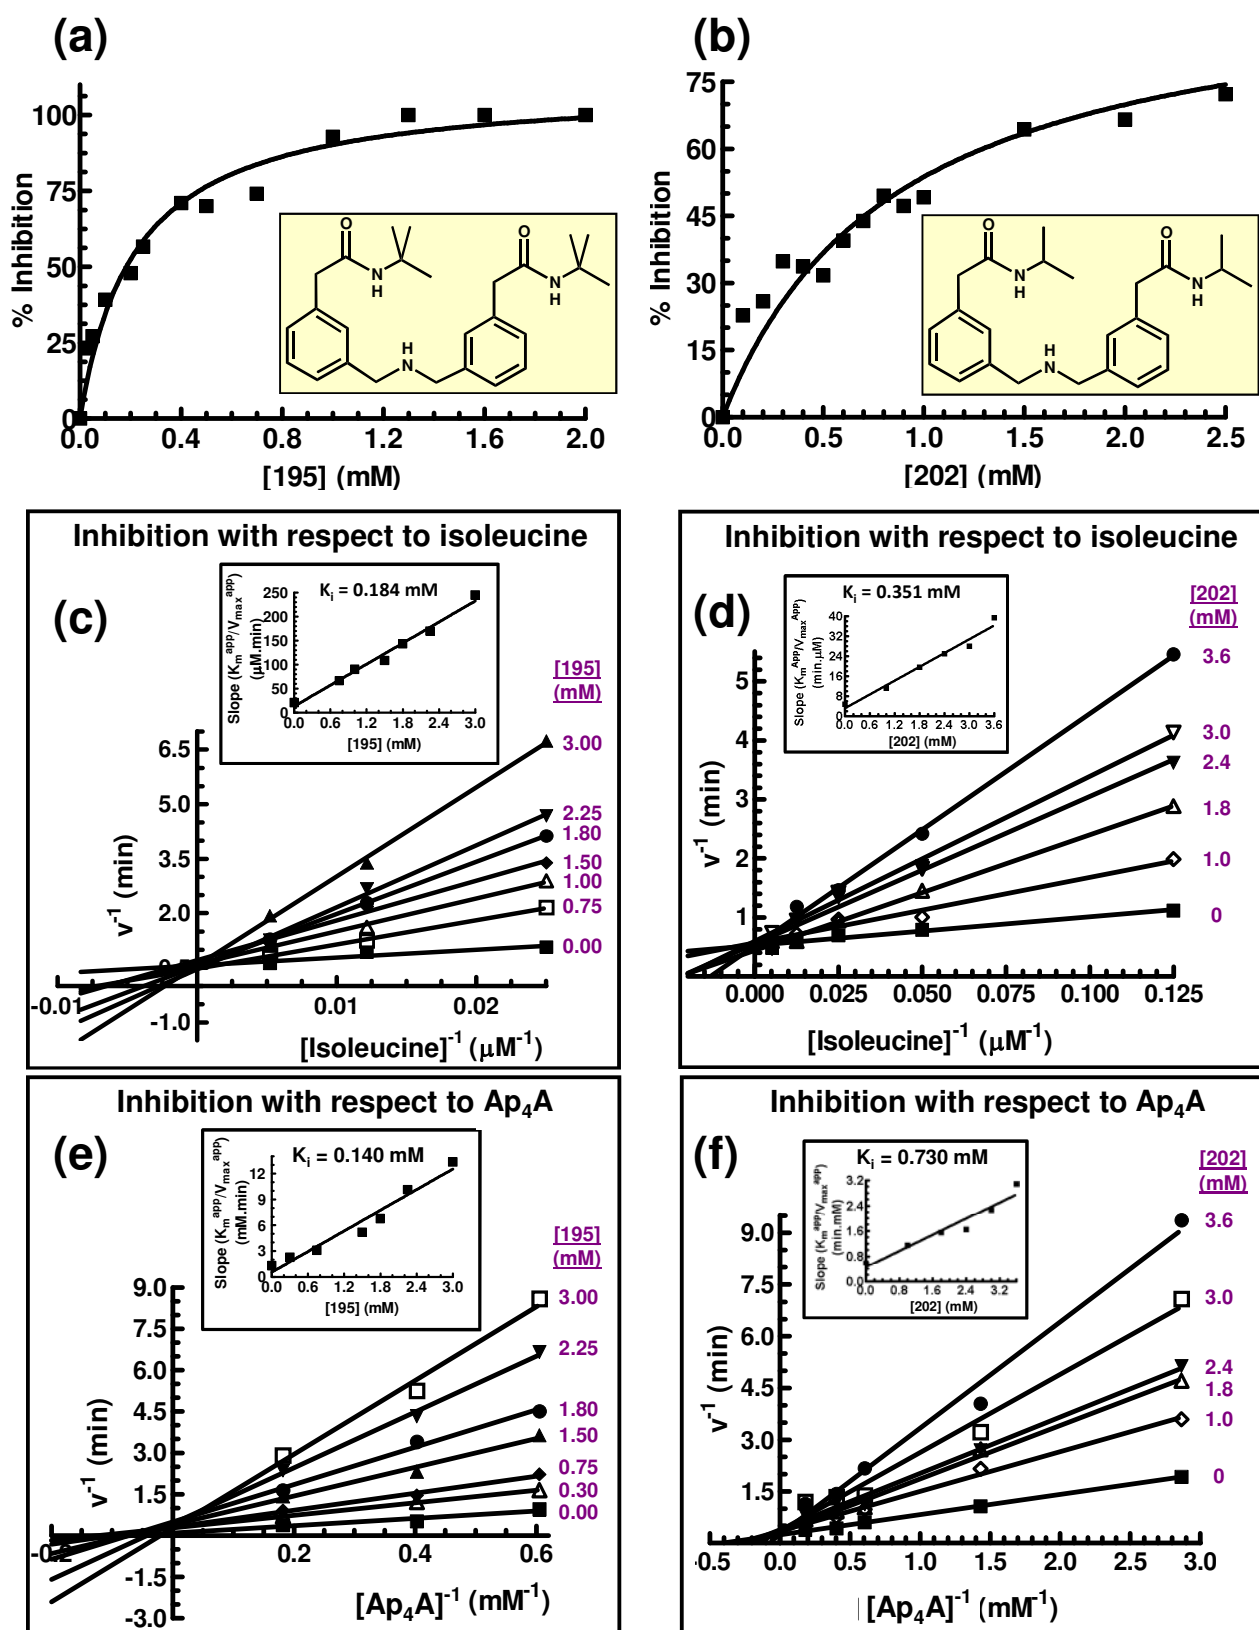 (a)
% Inhibition
100
75
50
25
0
0.0 0.4 0.8 1.2 1.6 2.0
[195] (mM)
O
N
H
O
N
H
H
N
(b)
% Inhibition
75
60
45
30
15
0
0.0 0.5 1.0 1.5 2.0 2.5
[202] (mM)
O
N
H
O
N
H
H
N
Inhibition with respect to isoleucine
(c)
Ki = 0.184 mM
Slope (Km^app/Vmax^app)
(µM.min)
250
200
150
100
50
0
0.0 0.6 1.2 1.8 2.4 3.0
[195] (mM)
[195]
(mM)
3.00
2.25
1.80
1.50
1.00
0.75
0.00
v⁻¹ (min)
6.5
5.0
3.5
2.0
-1.0
-0.01 0.01 0.02
[Isoleucine]⁻¹ (µM⁻¹)
Inhibition with respect to isoleucine
(d)
Ki = 0.351 mM
Slope (Km^App/Vmax^App)
(min.µM)
40
32
24
16
8
0
0.0 0.6 1.2 1.8 2.4 3.0 3.6
[202] (mM)
[202]
(mM)
3.6
3.0
2.4
1.8
1.0
0
v⁻¹ (min)
5
4
3
2
1
0.000 0.025 0.050 0.075 0.100 0.125
[Isoleucine]⁻¹ (µM⁻¹)
Inhibition with respect to Ap₄A
(e)
Ki = 0.140 mM
Slope (Km^app/Vmax^app)
(mM.min)
12
9
6
3
0
0.0 0.6 1.2 1.8 2.4 3.0
[195] (mM)
[195]
(mM)
3.00
2.25
1.80
1.50
0.75
0.30
0.00
v⁻¹ (min)
9.0
7.5
6.0
4.5
3.0
1.5
-1.5
-3.0
-0.2 0.2 0.4 0.6
[Ap₄A]⁻¹ (mM⁻¹)
Inhibition with respect to Ap₄A
(f)
Ki = 0.730 mM
Slope (Km^app/Vmax^app)
(min.mM)
3.2
2.4
1.6
0.8
0.0
0.0 0.8 1.6 2.4 3.2
[202] (mM)
[202]
(mM)
3.6
3.0
2.4
1.8
1.0
0
v⁻¹ (min)
9.0
7.5
6.0
4.5
3.0
1.5
-0.5 0.0 0.5 1.0 1.5 2.0 2.5 3.0
[Ap₄A]⁻¹ (mM⁻¹)